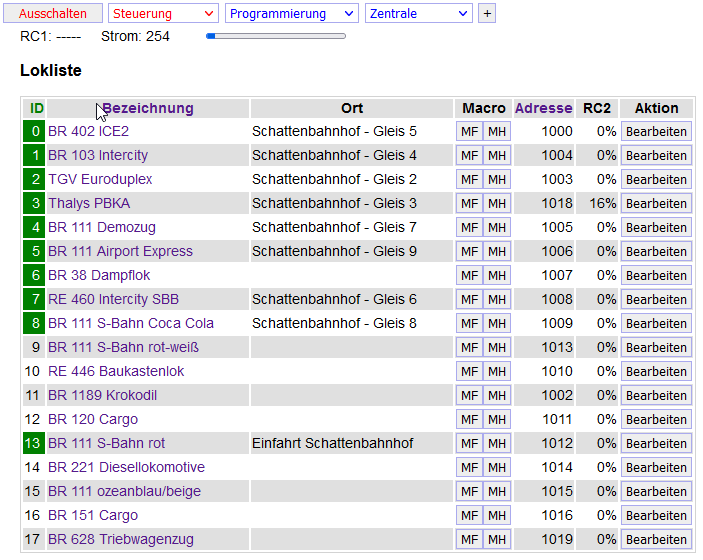 Ausschalten Steuerung Programmierung Zentrale +
RC1: ----- Strom: 254
Lokliste
ID Bezeichnung Ort Macro Adresse RC2 Aktion
0 BR 402 ICE2 Schattenbahnhof - Gleis 5 MF MH 1000 0% Bearbeiten
1 BR 103 Intercity Schattenbahnhof - Gleis 4 MF MH 1004 0% Bearbeiten
2 TGV Euroduplex Schattenbahnhof - Gleis 2 MF MH 1003 0% Bearbeiten
3 Thalys PBKA Schattenbahnhof - Gleis 3 MF MH 1018 16% Bearbeiten
4 BR 111 Demozug Schattenbahnhof - Gleis 7 MF MH 1005 0% Bearbeiten
5 BR 111 Airport Express Schattenbahnhof - Gleis 9 MF MH 1006 0% Bearbeiten
6 BR 38 Dampflok MF MH 1007 0% Bearbeiten
7 RE 460 Intercity SBB Schattenbahnhof - Gleis 6 MF MH 1008 0% Bearbeiten
8 BR 111 S-Bahn Coca Cola Schattenbahnhof - Gleis 8 MF MH 1009 0% Bearbeiten
9 BR 111 S-Bahn rot-weiß MF MH 1013 0% Bearbeiten
10 RE 446 Baukastenlok MF MH 1010 0% Bearbeiten
11 BR 1189 Krokodil MF MH 1002 0% Bearbeiten
12 BR 120 Cargo MF MH 1011 0% Bearbeiten
13 BR 111 S-Bahn rot Einfahrt Schattenbahnhof MF MH 1012 0% Bearbeiten
14 BR 221 Diesellokomotive MF MH 1014 0% Bearbeiten
15 BR 111 ozeanblau/beige MF MH 1015 0% Bearbeiten
16 BR 151 Cargo MF MH 1016 0% Bearbeiten
17 BR 628 Triebwagenzug MF MH 1019 0% Bearbeiten